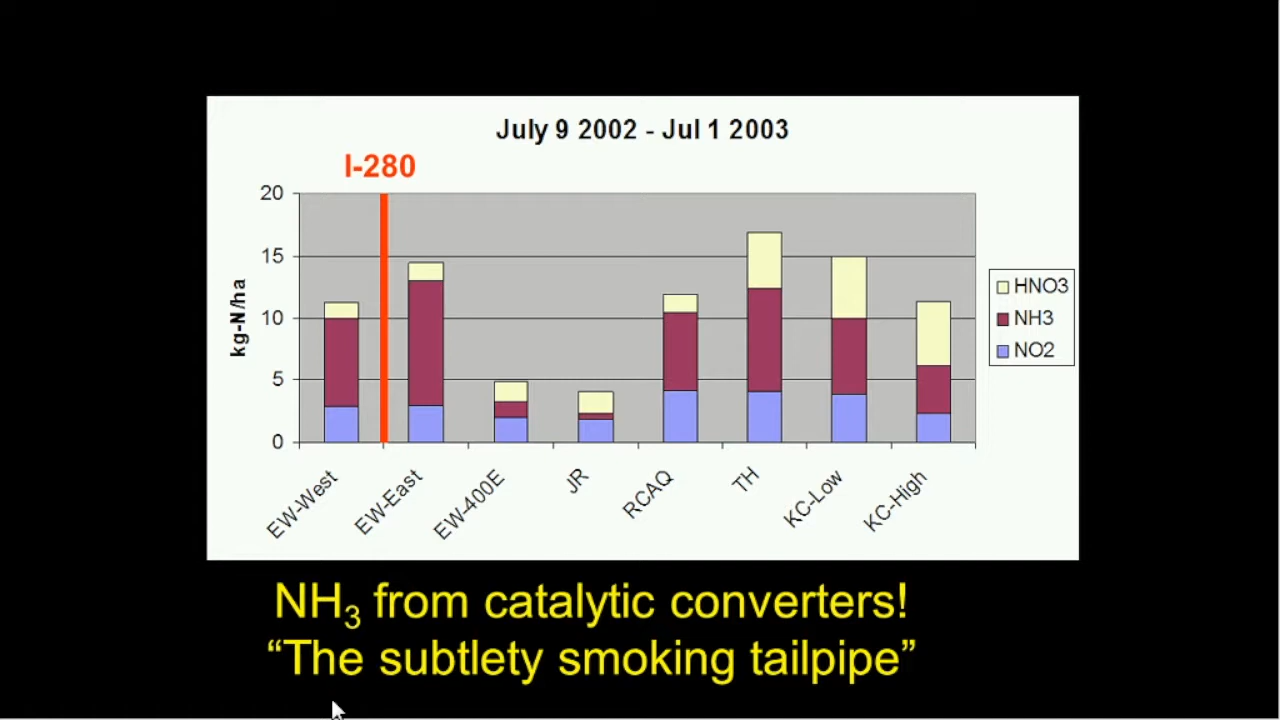 July 9 2002 - Jul 1 2003
I-280
20
15
10
5
0
kg-N/ha
HNO3
NH3
NO2
EW-West
EW-East
EW-400E
JR
RCAQ
TH
KC-Low
KC-High
NH3 from catalytic converters!
“The subtlety smoking tailpipe”